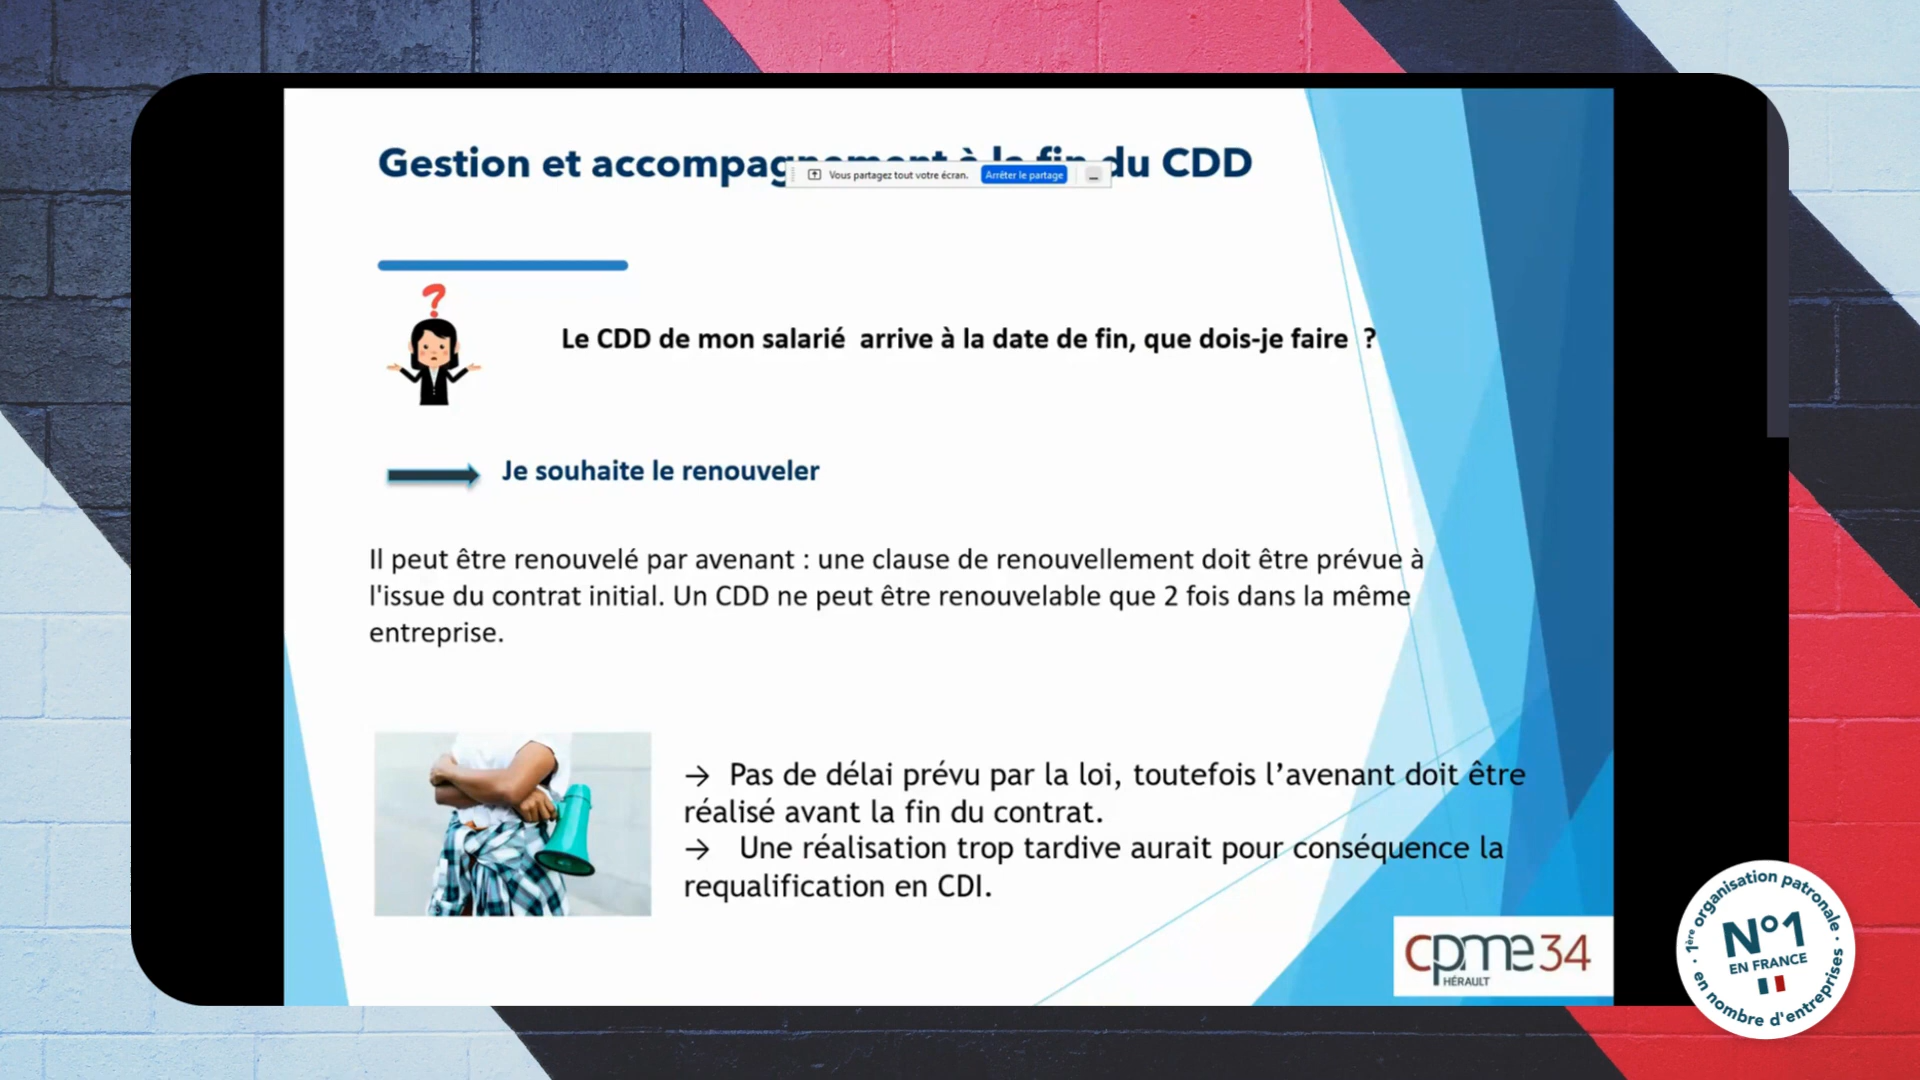 Gestion et accompagnement à la fin du CDD
Vous partagez tout votre écran. Arrêter le partage
?
Le CDD de mon salarié arrive à la date de fin, que dois-je faire ?
Je souhaite le renouveler
Il peut être renouvelé par avenant : une clause de renouvellement doit être prévue à
l'issue du contrat initial. Un CDD ne peut être renouvelable que 2 fois dans la même
entreprise.
→ Pas de délai prévu par la loi, toutefois l’avenant doit être
réalisé avant la fin du contrat.
→ Une réalisation trop tardive aurait pour conséquence la
requalification en CDI.
cpme34
HÉRAULT
1ère organisation patronale
N°1
EN FRANCE
en nombre d'entreprises